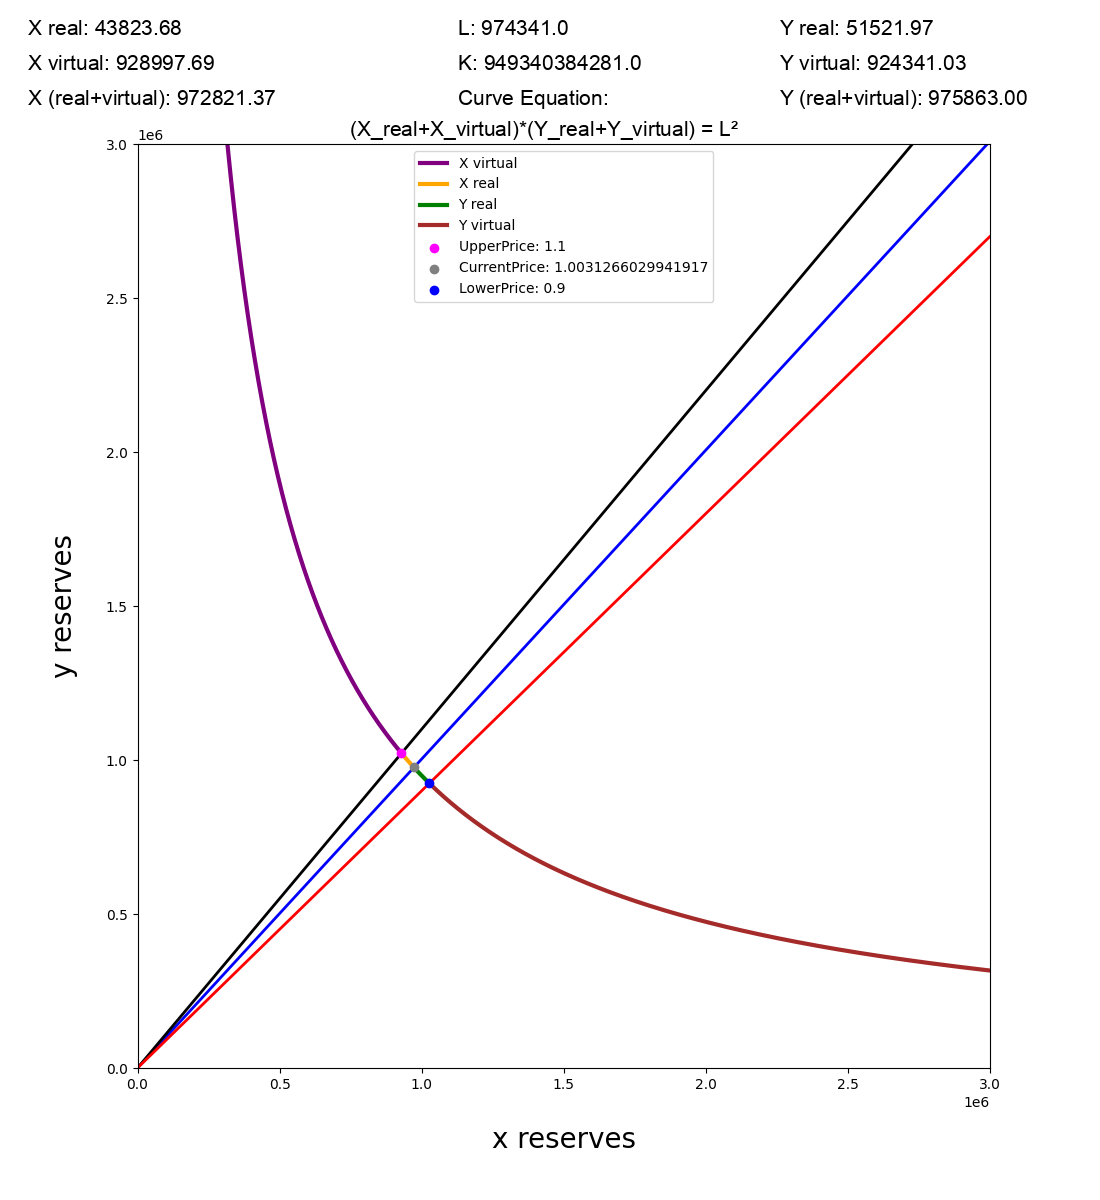 X real: 43823.68
L: 974341.0
Y real: 51521.97
X virtual: 928997.69
K: 949340384281.0
Y virtual: 924341.03
X (real+virtual): 972821.37
Curve Equation:
Y (real+virtual): 975863.00
(X_real+X_virtual)*(Y_real+Y_virtual) = L²
1e6
3.0
2.5
2.0
1.5
1.0
0.5
0.0
y reserves
X virtual
X real
Y real
Y virtual
UpperPrice: 1.1
CurrentPrice: 1.0031266029941917
LowerPrice: 0.9
0.0
0.5
1.0
1.5
2.0
2.5
3.0
1e6
x reserves